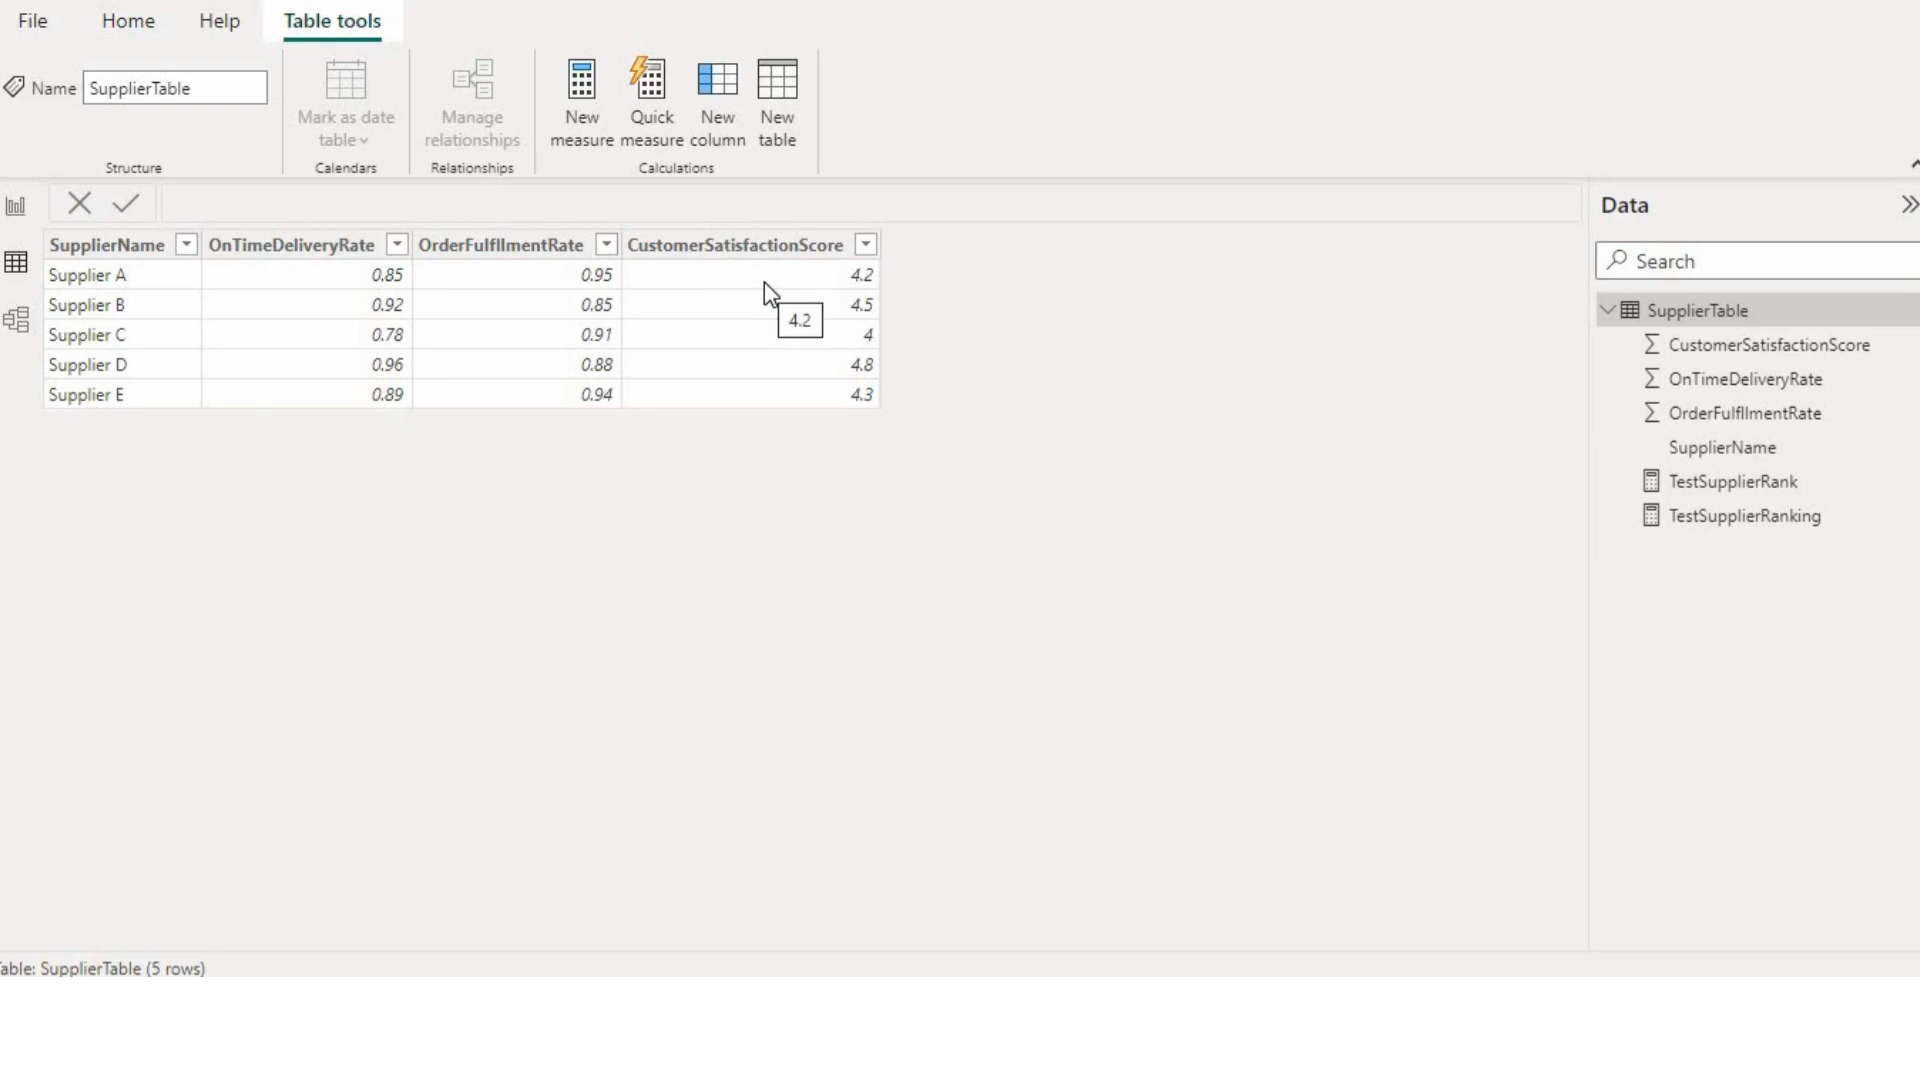 File Home Help Table tools
Name SupplierTable
Mark as date table
Manage relationships
New measure
Quick measure
New column
New table
Structure Calendars Relationships Calculations
SupplierName OnTimeDeliveryRate OrderFulfllmentRate CustomerSatisfactionScore
Supplier A 0.85 0.95 4.2
Supplier B 0.92 0.85 4.5
4.2
Supplier C 0.78 0.91 4
Supplier D 0.96 0.88 4.8
Supplier E 0.89 0.94 4.3
Data
Search
SupplierTable
CustomerSatisfactionScore
OnTimeDeliveryRate
OrderFulfllmentRate
SupplierName
TestSupplierRank
TestSupplierRanking
able: SupplierTable (5 rows)